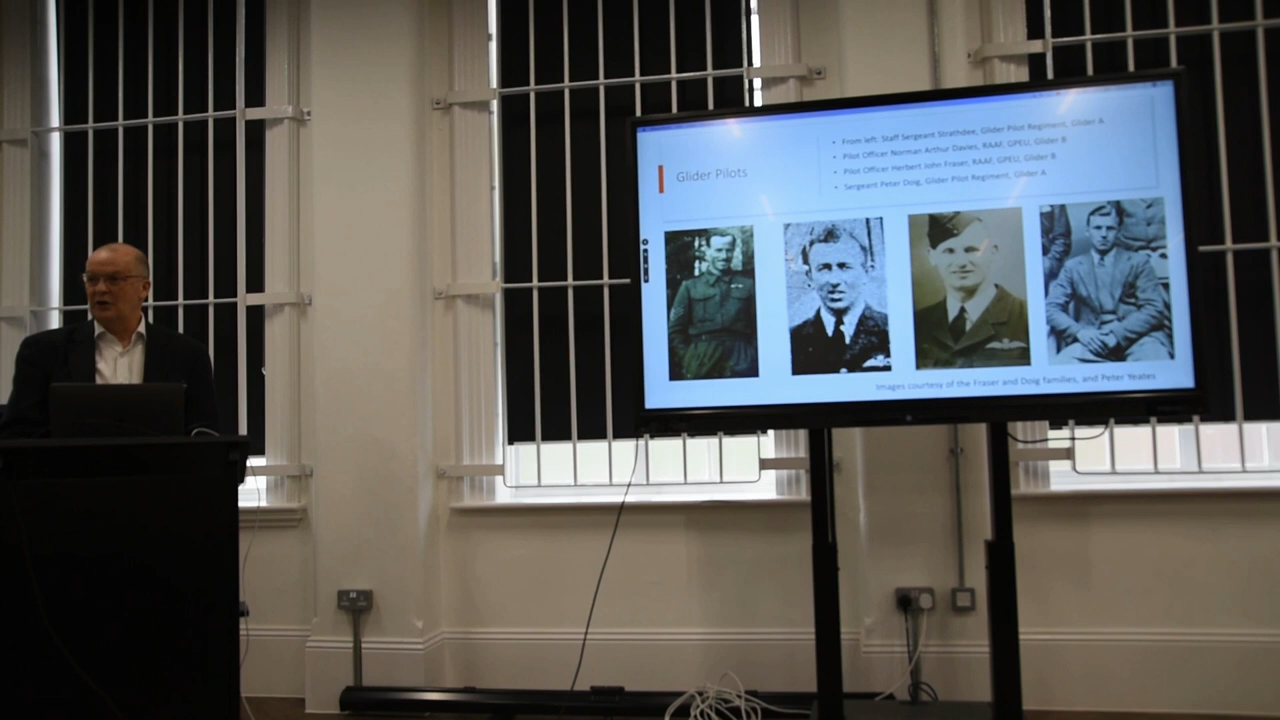 Glider Pilots
• From left: Staff Sergeant Strathdee, Glider Pilot Regiment, Glider A
• Pilot Officer Norman Arthur Davies, RAAF, GPEU, Glider B
• Pilot Officer Herbert John Fraser, RAAF, GPEU, Glider B
• Sergeant Peter Doig, Glider Pilot Regiment, Glider A
Images courtesy of the Fraser and Doig families, and Peter Yeates